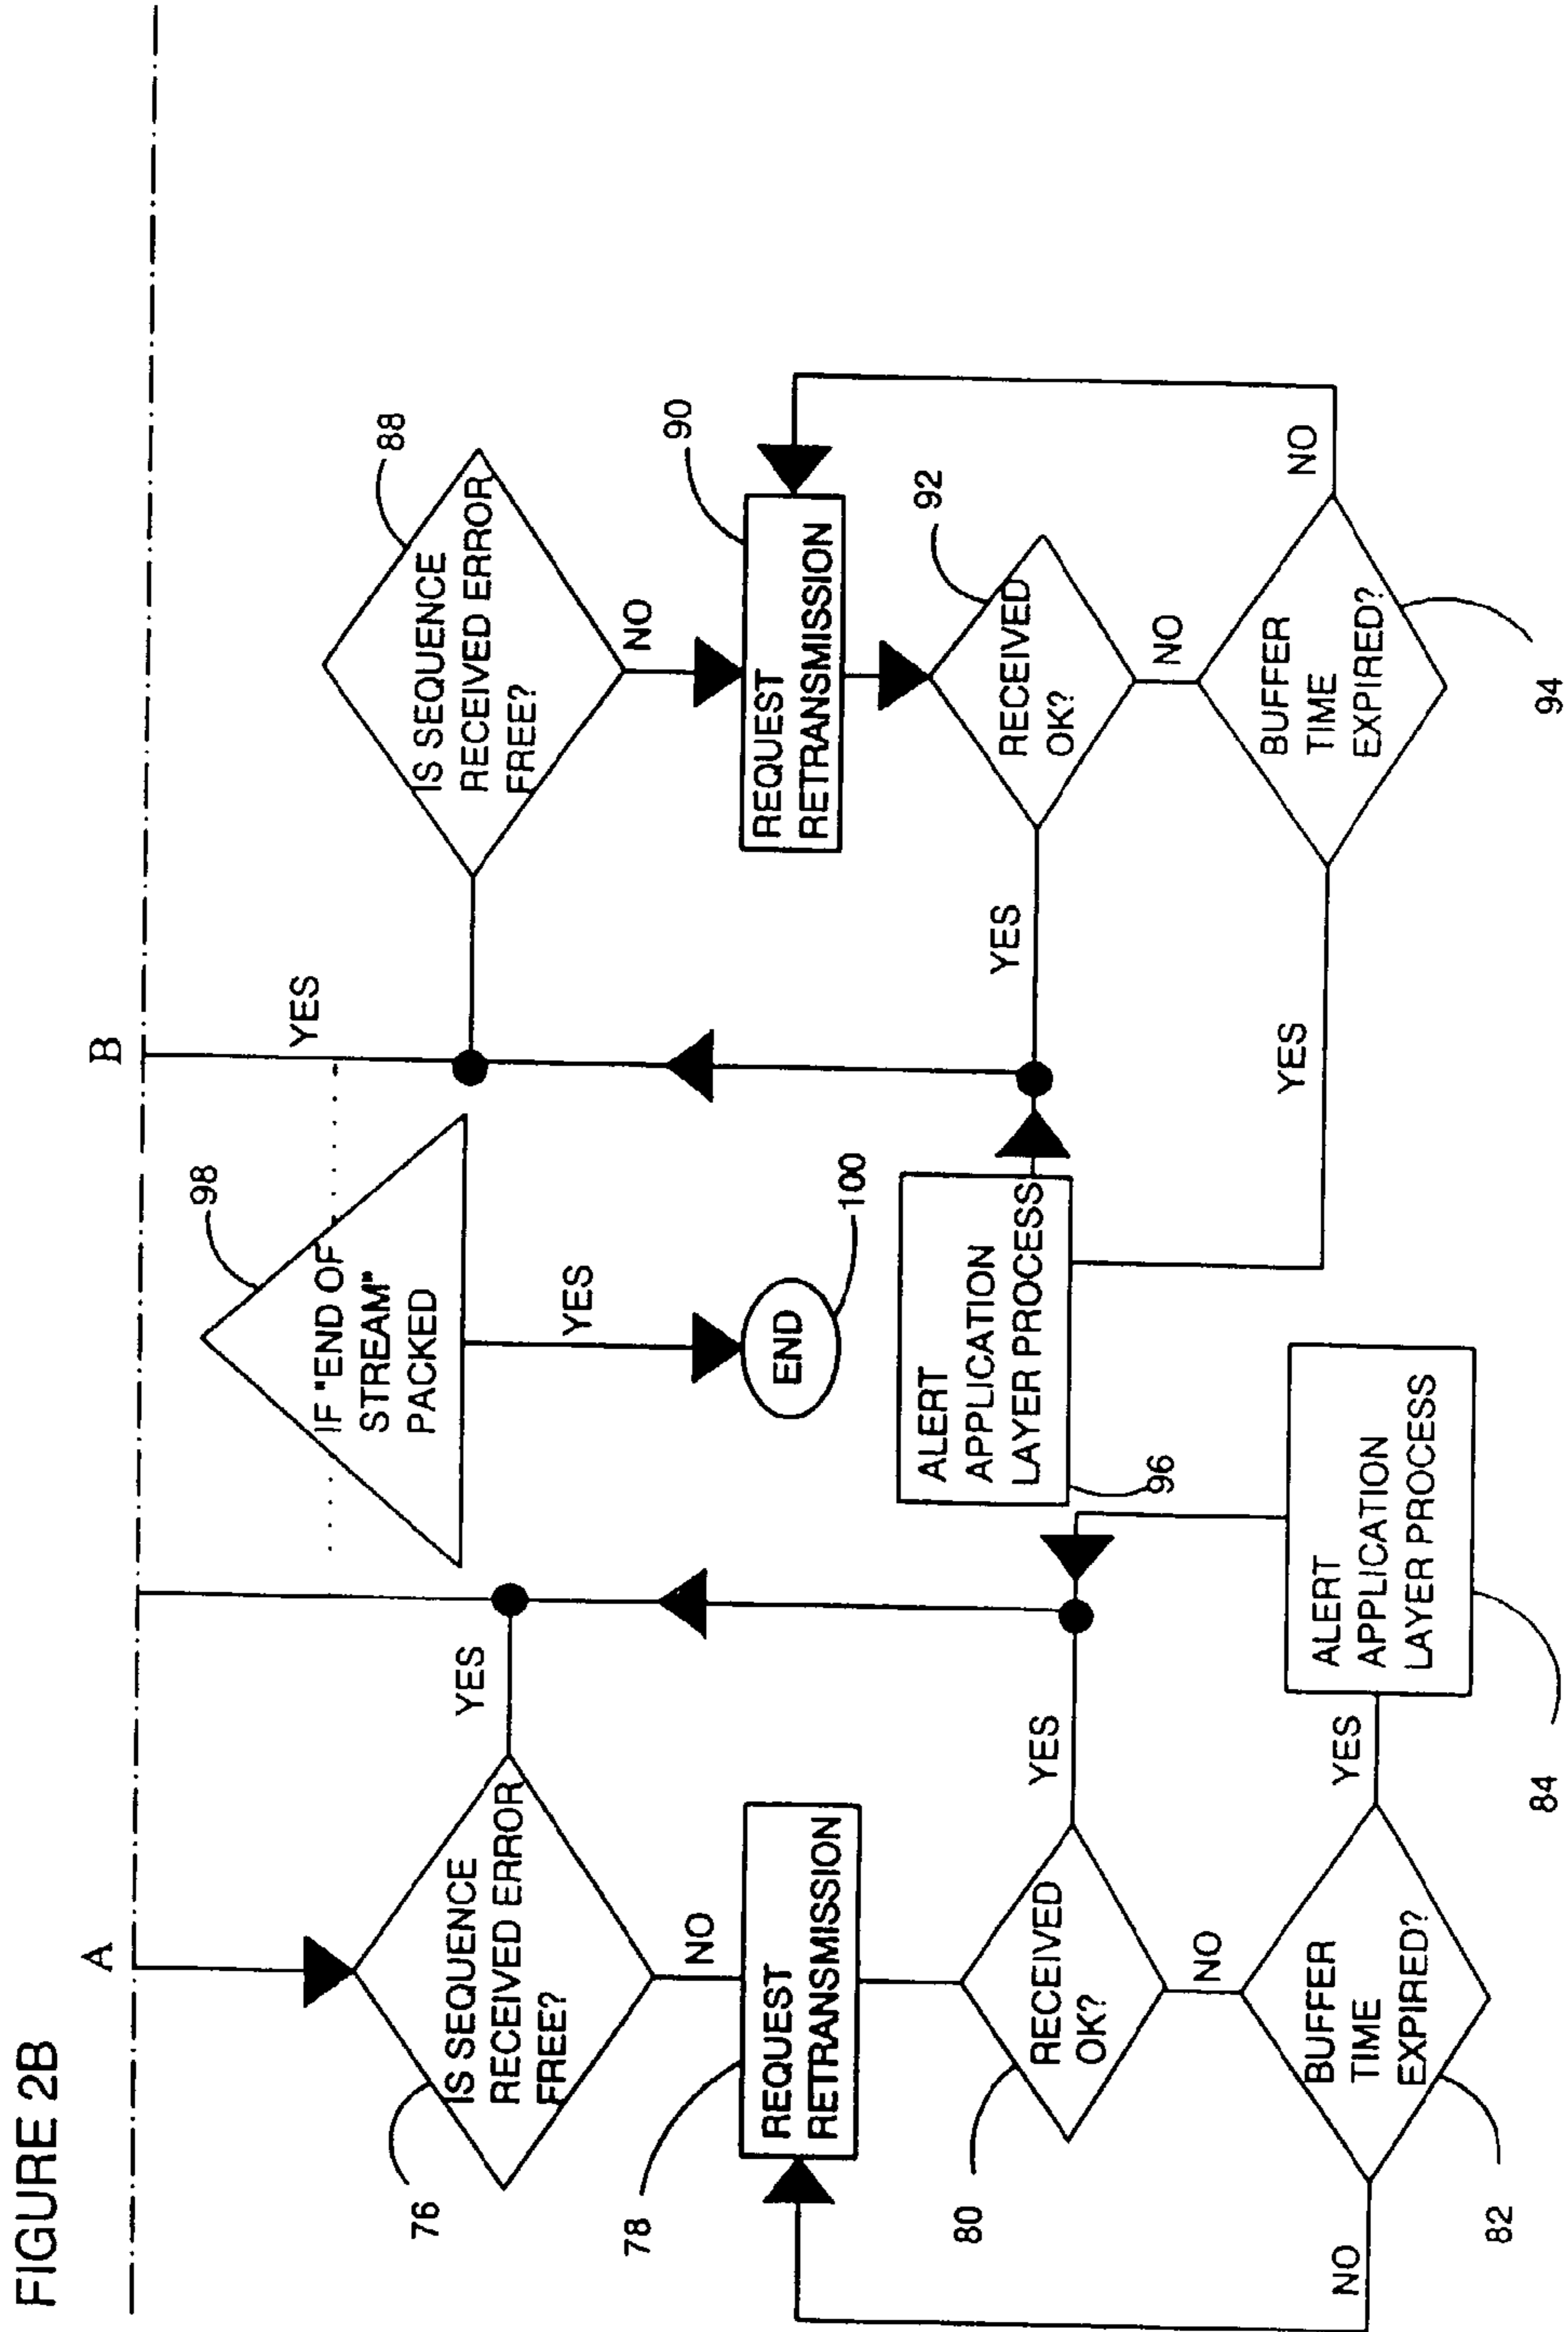 FIGURE 2B
A
B
76
IS SEQUENCE
RECEIVED ERROR
FREE?
YES
NO
78
REQUEST
RETRANSMISSION
80
RECEIVED
OK?
YES
NO
82
BUFFER
TIME
EXPIRED?
NO
YES
84
ALERT
APPLICATION
LAYER PROCESS
98
IF "END OF
STREAM"
PACKED
YES
END
100
YES
88
IS SEQUENCE
RECEIVED ERROR
FREE?
NO
90
REQUEST
RETRANSMISSION
92
RECEIVED
OK?
YES
NO
94
BUFFER
TIME
EXPIRED?
NO
YES
96
ALERT
APPLICATION
LAYER PROCESS